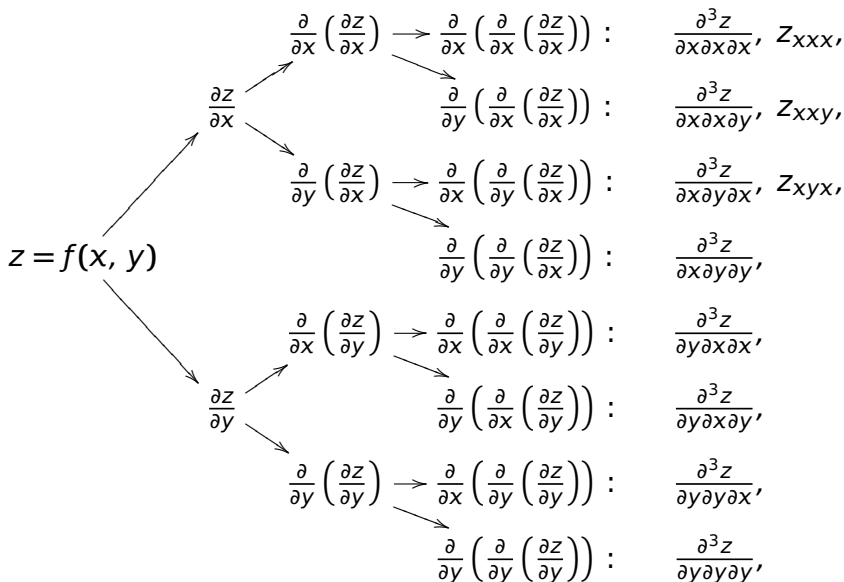 ∂/∂x (∂z/∂x) → ∂/∂x (∂/∂x (∂z/∂x)) : ∂³z/∂x∂x∂x, z_xxx,
∂z/∂x ∂/∂y (∂/∂x (∂z/∂x)) : ∂³z/∂x∂x∂y, z_xxy,
∂/∂y (∂z/∂x) → ∂/∂x (∂/∂y (∂z/∂x)) : ∂³z/∂x∂y∂x, z_xyx,
z = f(x, y) ∂/∂y (∂/∂y (∂z/∂x)) : ∂³z/∂x∂y∂y,
∂/∂x (∂z/∂y) → ∂/∂x (∂/∂x (∂z/∂y)) : ∂³z/∂y∂x∂x,
∂z/∂y ∂/∂y (∂/∂x (∂z/∂y)) : ∂³z/∂y∂x∂y,
∂/∂y (∂z/∂y) → ∂/∂x (∂/∂y (∂z/∂y)) : ∂³z/∂y∂y∂x,
∂/∂y (∂/∂y (∂z/∂y)) : ∂³z/∂y∂y∂y,